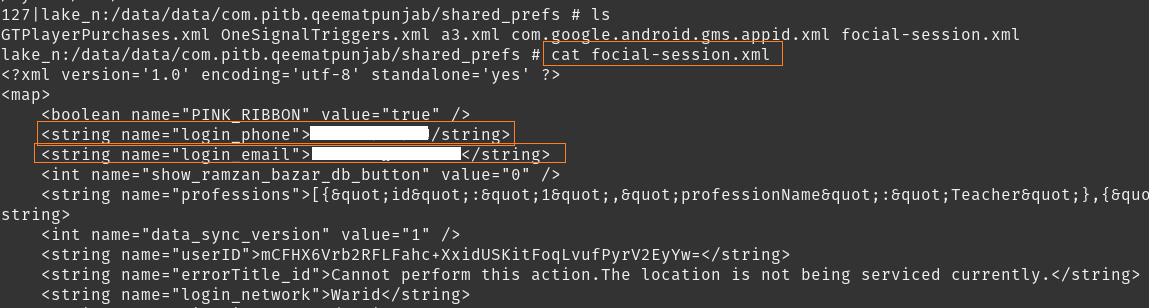 127|lake_n:/data/data/com.pitb.qeematpunjab/shared_prefs # ls
GTPlayerPurchases.xml OneSignalTriggers.xml a3.xml com.google.android.gms.appid.xml focial-session.xml
lake_n:/data/data/com.pitb.qeematpunjab/shared_prefs # cat focial-session.xml
<?xml version='1.0' encoding='utf-8' standalone='yes' ?>
<map>
    <boolean name="PINK_RIBBON" value="true" />
    <string name="login_phone">/string>
    <string name="login_email"></string>
    <int name="show_ramzan_bazar_db_button" value="0" />
    <string name="professions">[{&quot;id&quot;:&quot;1&quot;,&quot;professionName&quot;:&quot;Teacher&quot;},{&quo
string>
    <int name="data_sync_version" value="1" />
    <string name="userID">mCFHX6Vrb2RFLFahc+XxidUSKitFoqLvufPyrV2EyYw=</string>
    <string name="errorTitle_id">Cannot perform this action.The location is not being serviced currently.</string>
    <string name="login_network">Warid</string>